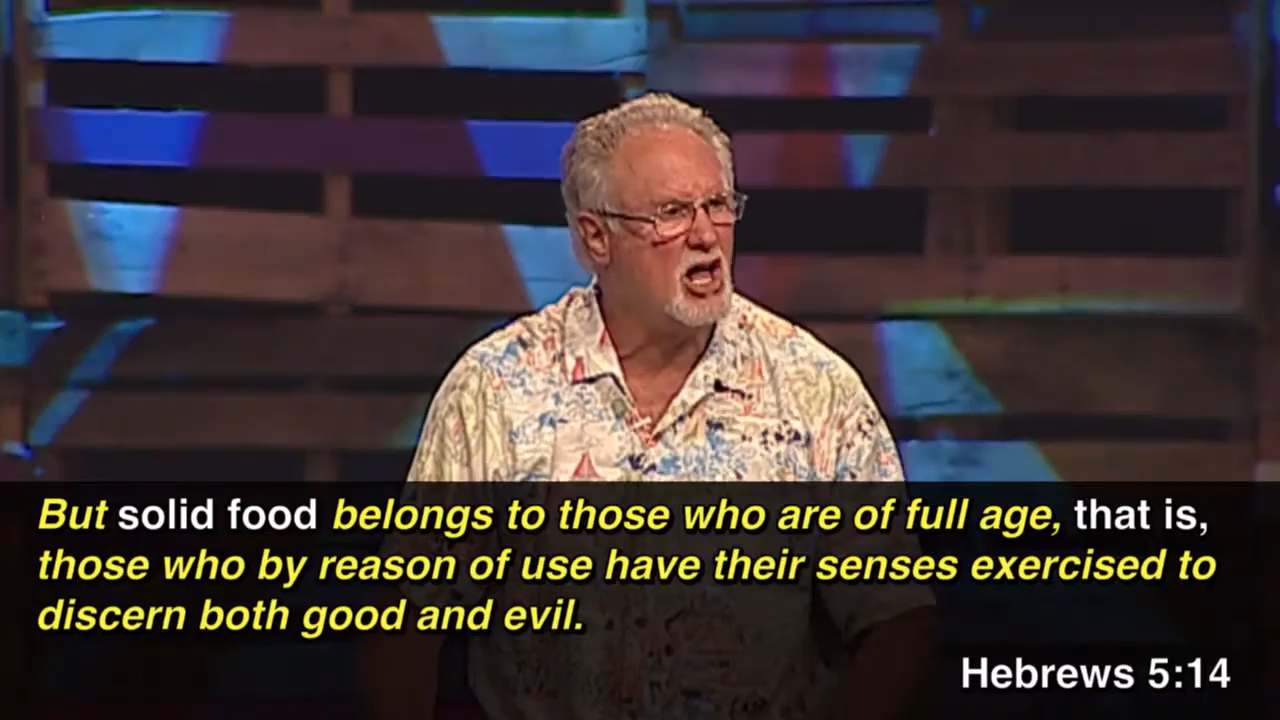 But solid food belongs to those who are of full age, that is,
those who by reason of use have their senses exercised to
discern both good and evil.
Hebrews 5:14